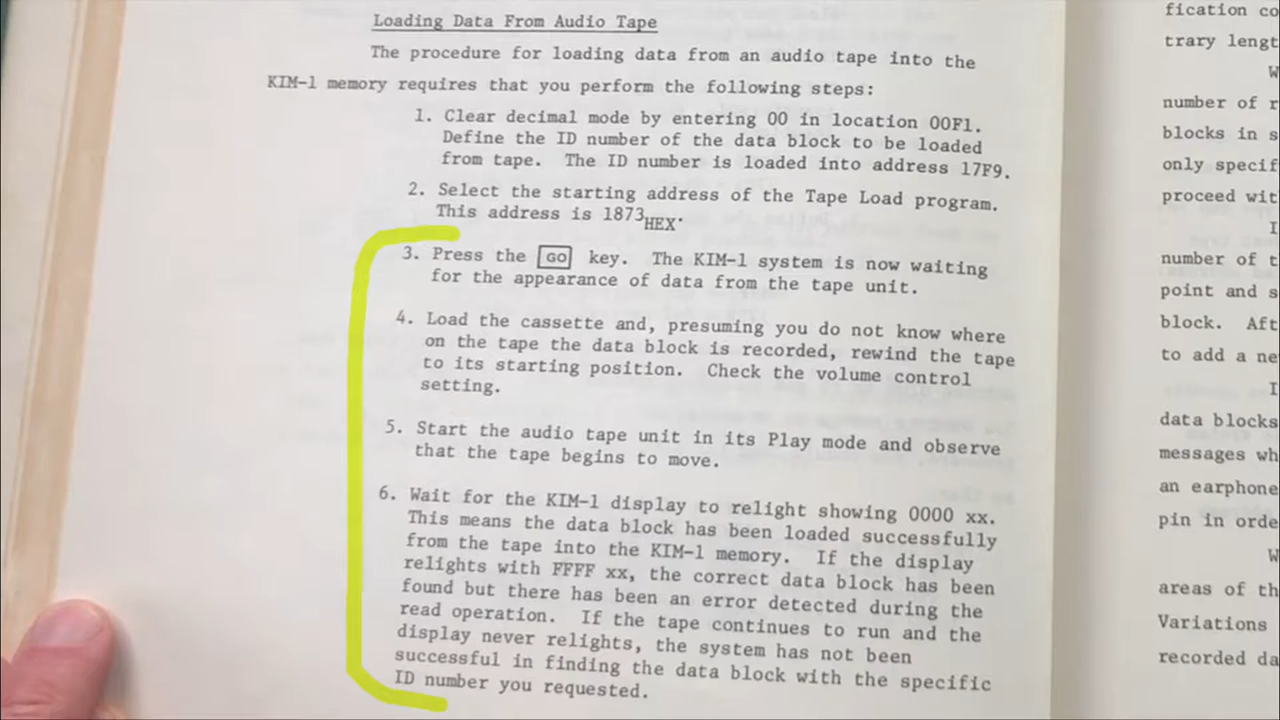 Loading Data From Audio Tape
The procedure for loading data from an audio tape into the
KIM-1 memory requires that you perform the following steps:
1. Clear decimal mode by entering 00 in location 00F1.
Define the ID number of the data block to be loaded
from tape. The ID number is loaded into address 17F9.
2. Select the starting address of the Tape Load program.
This address is 1873HEX.
3. Press the GO key. The KIM-1 system is now waiting
for the appearance of data from the tape unit.
4. Load the cassette and, presuming you do not know where
on the tape the data block is recorded, rewind the tape
to its starting position. Check the volume control
setting.
5. Start the audio tape unit in its Play mode and observe
that the tape begins to move.
6. Wait for the KIM-1 display to relight showing 0000 xx.
This means the data block has been loaded successfully
from the tape into the KIM-1 memory. If the display
relights with FFFF xx, the correct data block has been
found but there has been an error detected during the
read operation. If the tape continues to run and the
display never relights, the system has not been
successful in finding the data block with the specific
ID number you requested.
fication co
trary lengt
W
number of r
blocks in s
only specif
proceed wit
I
number of t
point and s
block. Aft
to add a ne
I
data blocks
messages wh
an earphone
pin in orde
W
areas of th
Variations
recorded da